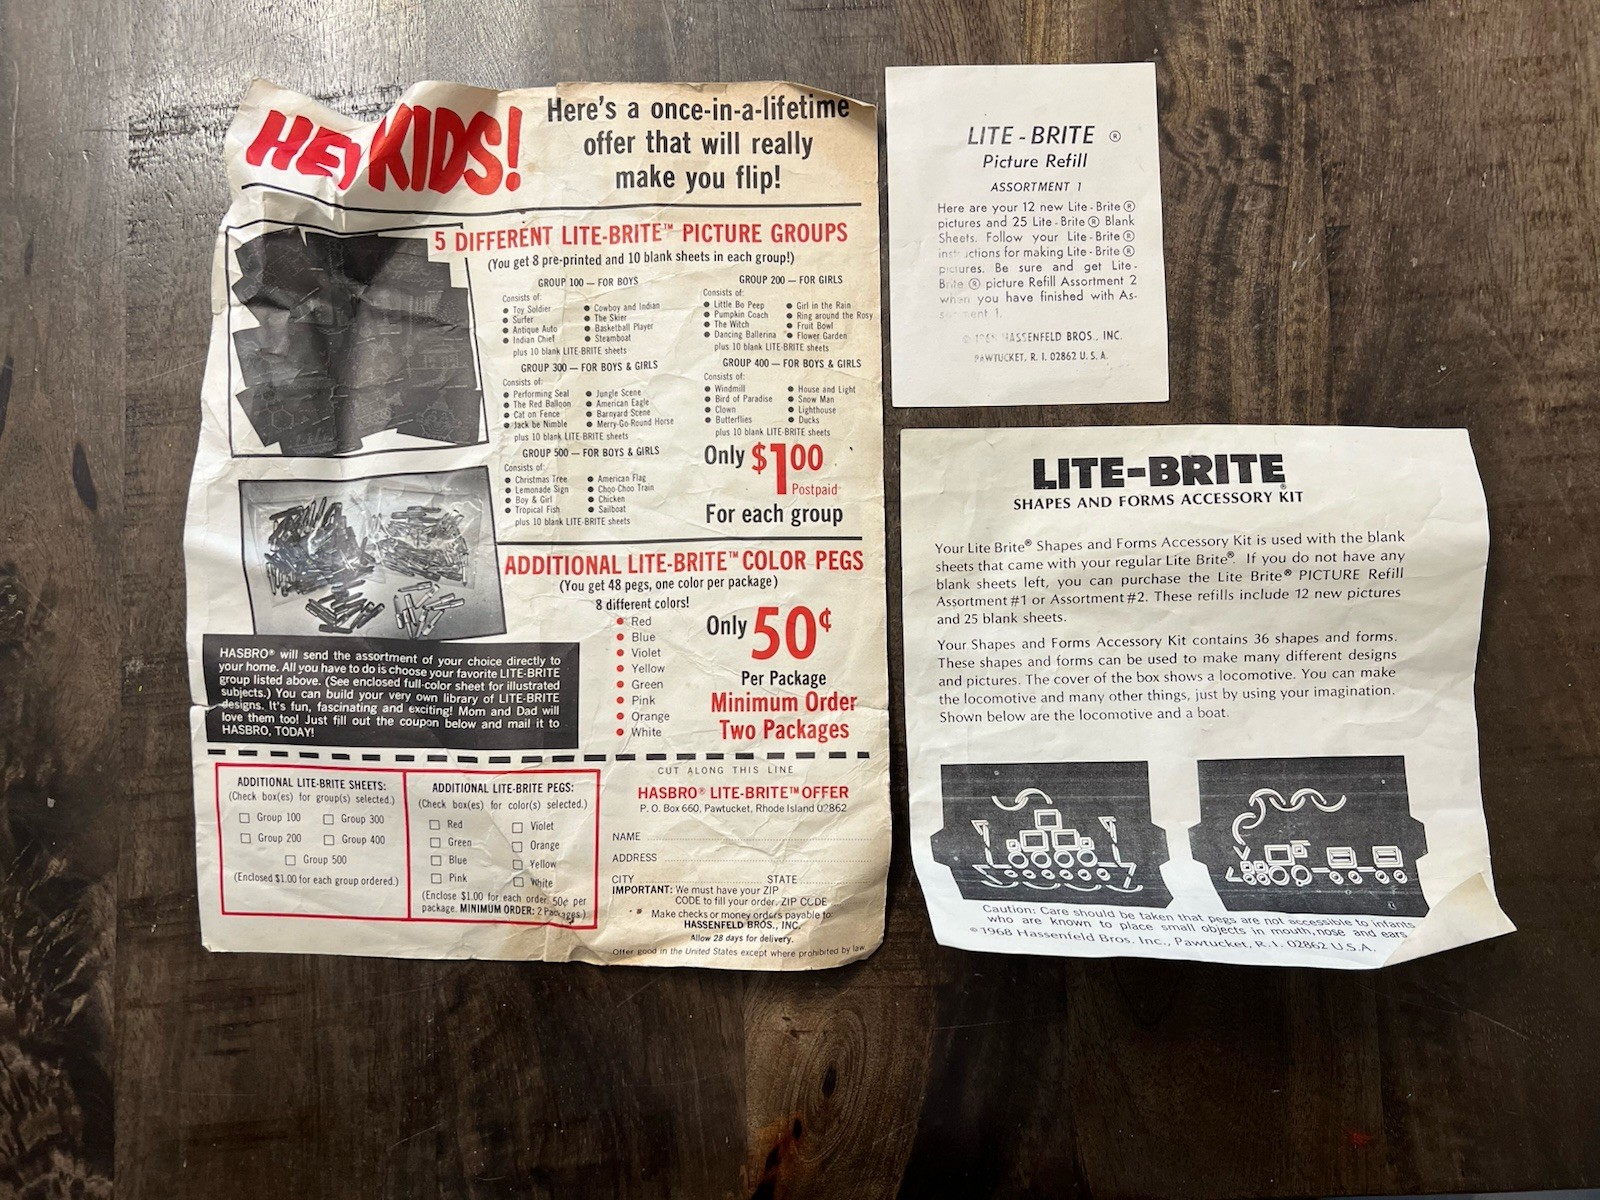 HEY KIDS!
Here's a once-in-a-lifetime
offer that will really
make you flip!
5 DIFFERENT LITE-BRITE™ PICTURE GROUPS
(You get 8 pre-printed and 10 blank sheets in each group!)
GROUP 100 — FOR BOYS
Consists of:
● Toy Soldier
● Surfer
● Antique Auto
● Indian Chief
● Cowboy and Indian
● The Skier
● Basketball Player
● Steamboat
plus 10 blank LITE-BRITE sheets
GROUP 200 — FOR GIRLS
Consists of:
● Little Bo Peep
● Pumpkin Coach
● The Witch
● Dancing Ballerina
● Girl in the Rain
● Ring around the Rosy
● Fruit Bowl
● Flower Garden
plus 10 blank LITE-BRITE sheets
GROUP 300 — FOR BOYS & GIRLS
Consists of:
● Performing Seal
● The Red Balloon
● Cat on Fence
● Jack be Nimble
● Jungle Scene
● American Eagle
● Barnyard Scene
● Merry-Go-Round Horse
plus 10 blank LITE-BRITE sheets
GROUP 400 — FOR BOYS & GIRLS
Consists of:
● Windmill
● Bird of Paradise
● Clown
● Butterflies
● House and Light
● Snow Man
● Lighthouse
● Ducks
plus 10 blank LITE-BRITE sheets
GROUP 500 — FOR BOYS & GIRLS
Consists of:
● Christmas Tree
● Lemonade Sign
● Boy & Girl
● Tropical Fish
● American Flag
● Choo-Choo Train
● Chicken
● Sailboat
plus 10 blank LITE-BRITE sheets
Only $1.00
Postpaid
For each group
ADDITIONAL LITE-BRITE™ COLOR PEGS
(You get 48 pegs, one color per package)
8 different colors!
● Red
● Blue
● Violet
● Yellow
● Green
● Pink
● Orange
● White
Only 50¢
Per Package
Minimum Order
Two Packages
HASBRO® will send the assortment of your choice directly to
your home. All you have to do is choose your favorite LITE-BRITE
group listed above. (See enclosed full-color sheet for illustrated
subjects.) You can build your very own library of LITE-BRITE
designs. It's fun, fascinating and exciting! Mom and Dad will
love them too! Just fill out the coupon below and mail it to
HASBRO, TODAY!
CUT ALONG THIS LINE
ADDITIONAL LITE-BRITE SHEETS:
(Check box(es) for group(s) selected.)
☐ Group 100 ☐ Group 300
☐ Group 200 ☐ Group 400
☐ Group 500
(Enclosed $1.00 for each group ordered.)
ADDITIONAL LITE-BRITE PEGS:
(Check box(es) for color(s) selected.)
☐ Red ☐ Violet
☐ Green ☐ Orange
☐ Blue ☐ Yellow
☐ Pink ☐ White
(Enclose $1.00 for each order. 50¢ per
package. MINIMUM ORDER: 2 Packages.)
HASBRO® LITE-BRITE™ OFFER
P. O. Box 660, Pawtucket, Rhode Island 02862
NAME
ADDRESS
CITY STATE
IMPORTANT: We must have your ZIP
CODE to fill your order. ZIP CODE
Make checks or money orders payable to:
HASSENFELD BROS., INC.
Allow 28 days for delivery.
Offer good in the United States except where prohibited by law.
LITE - BRITE ®
Picture Refill
ASSORTMENT 1
Here are your 12 new Lite-Brite®
pictures and 25 Lite-Brite® Blank
Sheets. Follow your Lite-Brite®
instructions for making Lite-Brite®
pictures. Be sure and get Lite-
Brite ® picture Refill Assortment 2
when you have finished with As-
sortment 1.
© HASSENFELD BROS., INC.
PAWTUCKET, R. I. 02862 U. S. A.
LITE-BRITE®
SHAPES AND FORMS ACCESSORY KIT
Your Lite Brite® Shapes and Forms Accessory Kit is used with the blank
sheets that came with your regular Lite Brite®. If you do not have any
blank sheets left, you can purchase the Lite Brite® PICTURE Refill
Assortment #1 or Assortment #2. These refills include 12 new pictures
and 25 blank sheets.
Your Shapes and Forms Accessory Kit contains 36 shapes and forms.
These shapes and forms can be used to make many different designs
and pictures. The cover of the box shows a locomotive. You can make
the locomotive and many other things, just by using your imagination.
Shown below are the locomotive and a boat.
Caution: Care should be taken that pegs are not accessible to infants
who are known to place small objects in mouth, nose and ears.
© 1968 Hassenfeld Bros. Inc., Pawtucket, R.I. 02862 U.S.A.